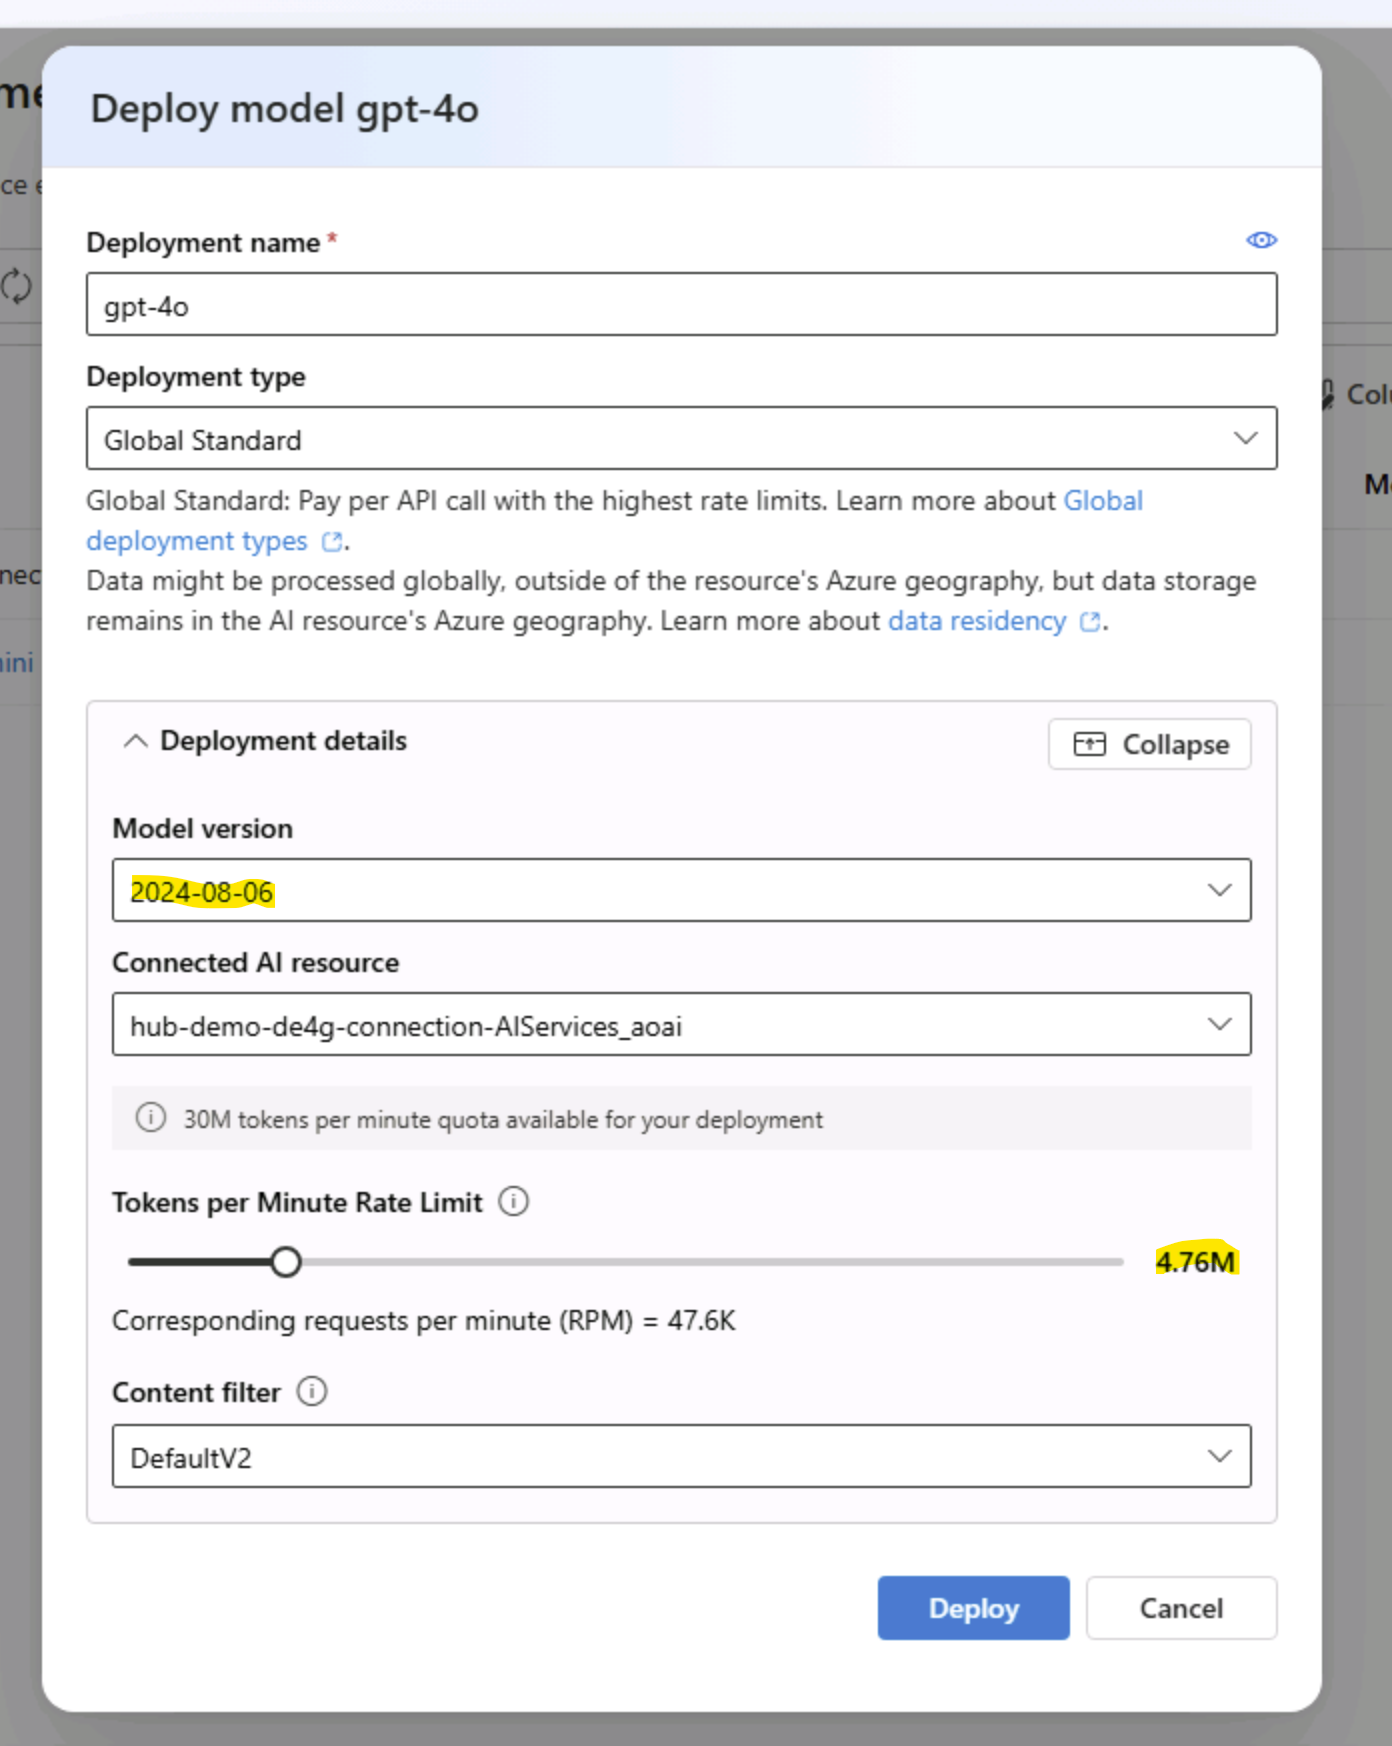 Deploy model gpt-4o
Deployment name *
gpt-4o
Deployment type
Global Standard
Global Standard: Pay per API call with the highest rate limits. Learn more about Global
deployment types.
Data might be processed globally, outside of the resource's Azure geography, but data storage
remains in the AI resource's Azure geography. Learn more about data residency.
Deployment details
Collapse
Model version
2024-08-06
Connected AI resource
hub-demo-de4g-connection-AIServices_aoai
30M tokens per minute quota available for your deployment
Tokens per Minute Rate Limit
4.76M
Corresponding requests per minute (RPM) = 47.6K
Content filter
DefaultV2
Deploy
Cancel